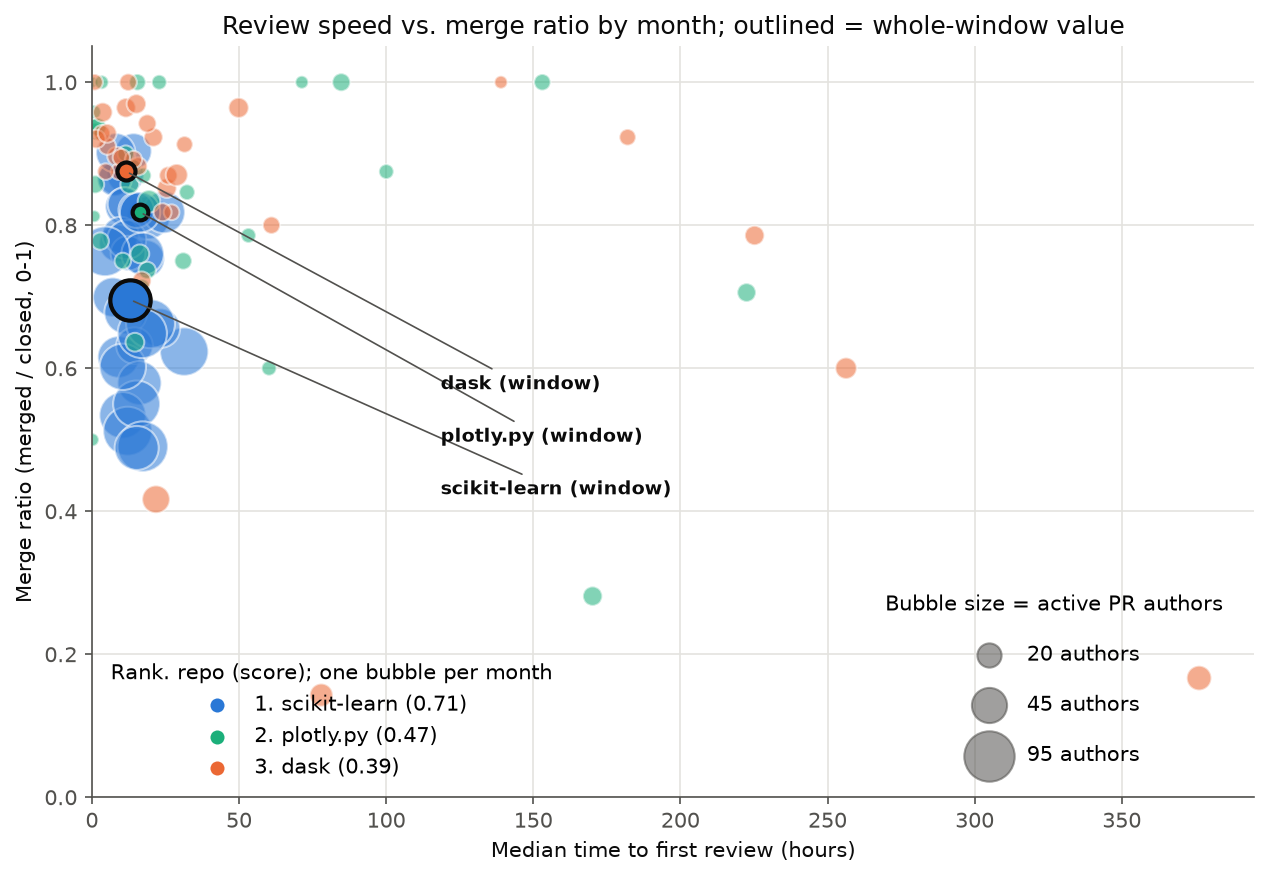 Review speed vs. merge ratio by month; outlined = whole-window value
Merge ratio (merged / closed, 0-1)
1.0
0.8
0.6
0.4
0.2
0.0
dask (window)
plotly.py (window)
scikit-learn (window)
Bubble size = active PR authors
20 authors
45 authors
95 authors
Rank. repo (score); one bubble per month
1. scikit-learn (0.71)
2. plotly.py (0.47)
3. dask (0.39)
0 50 100 150 200 250 300 350
Median time to first review (hours)